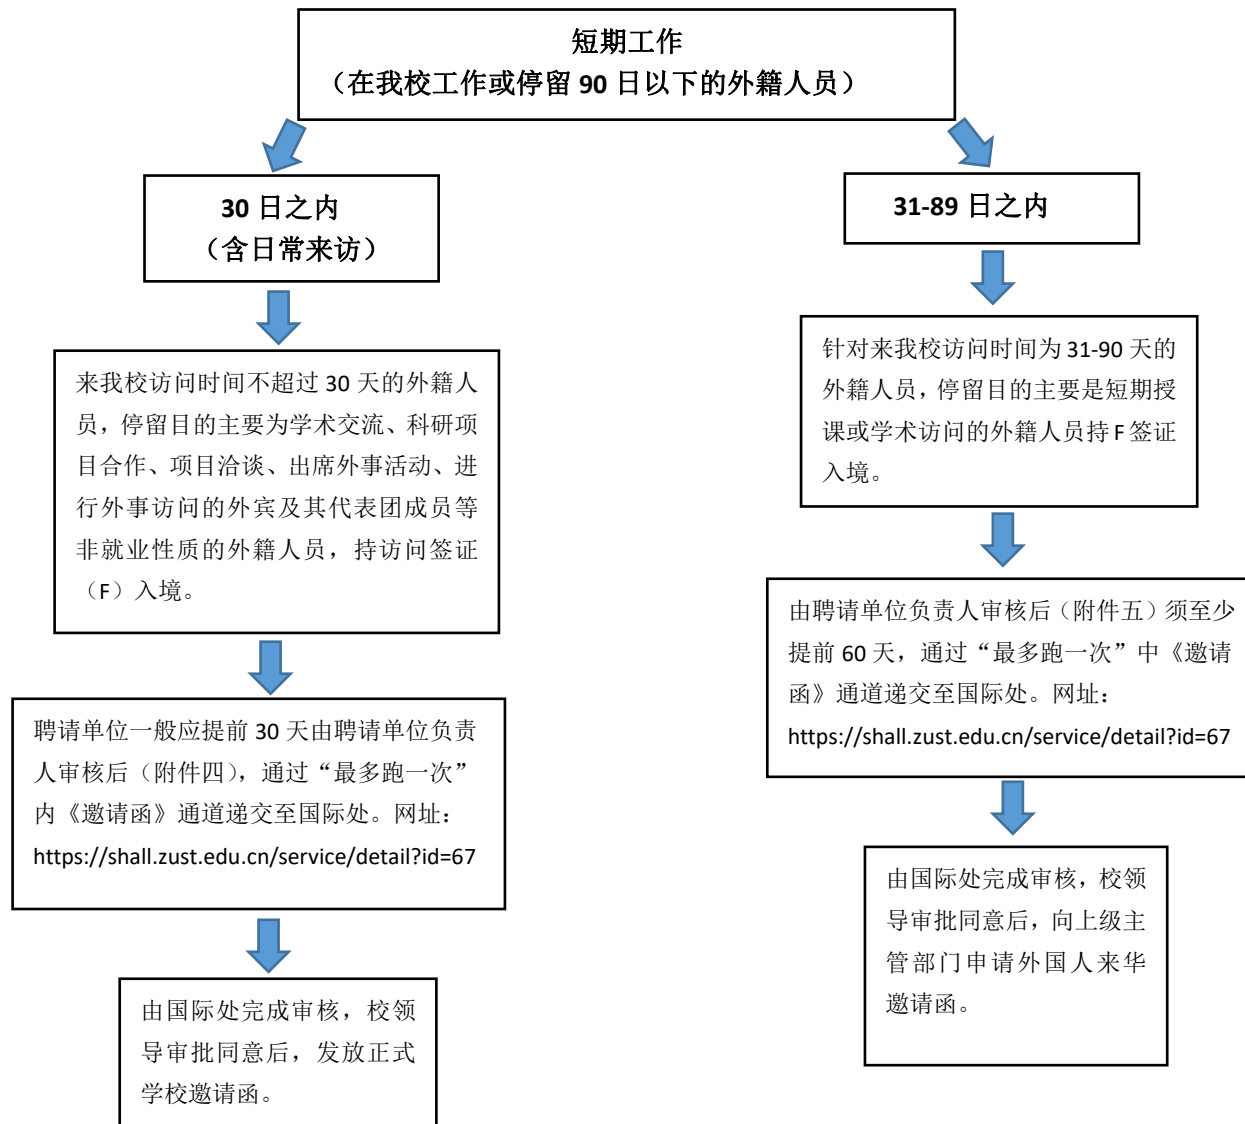 短期工作
（在我校工作或停留 90 日以下的外籍人员）
30 日之内
（含日常来访）
来我校访问时间不超过 30 天的外籍人
员，停留目的主要为学术交流、科研项
目合作、项目洽谈、出席外事活动、进
行外事访问的外宾及其代表团成员等
非就业性质的外籍人员，持访问签证
（F）入境。
聘请单位一般应提前 30 天由聘请单位负责
人审核后（附件四），通过“最多跑一次”
内《邀请函》通道递交至国际处。网址：
https://shall.zust.edu.cn/service/detail?id=67
由国际处完成审核，校领
导审批同意后，发放正式
学校邀请函。
31-89 日之内
针对来我校访问时间为 31-90 天的
外籍人员，停留目的主要是短期授
课或学术访问的外籍人员持 F 签证
入境。
由聘请单位负责人审核后（附件五）须至少
提前 60 天，通过“最多跑一次”中《邀请
函》通道递交至国际处。网址：
https://shall.zust.edu.cn/service/detail?id=67
由国际处完成审核，校领
导审批同意后，向上级主
管部门申请外国人来华
邀请函。